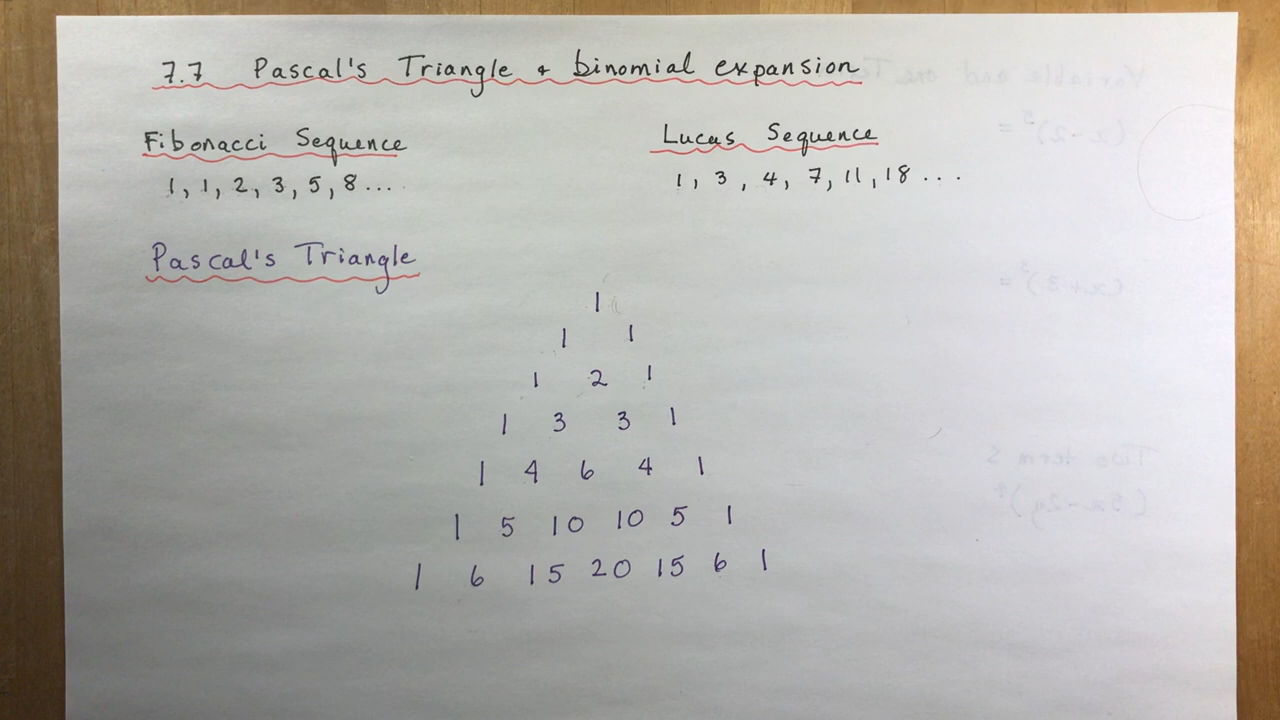 7.7 Pascal's Triangle + binomial expansion
Fibonacci Sequence
1, 1, 2, 3, 5, 8...
Lucas Sequence
1, 3, 4, 7, 11, 18...
Pascal's Triangle
1
1 1
1 2 1
1 3 3 1
1 4 6 4 1
1 5 10 10 5 1
1 6 15 20 15 6 1